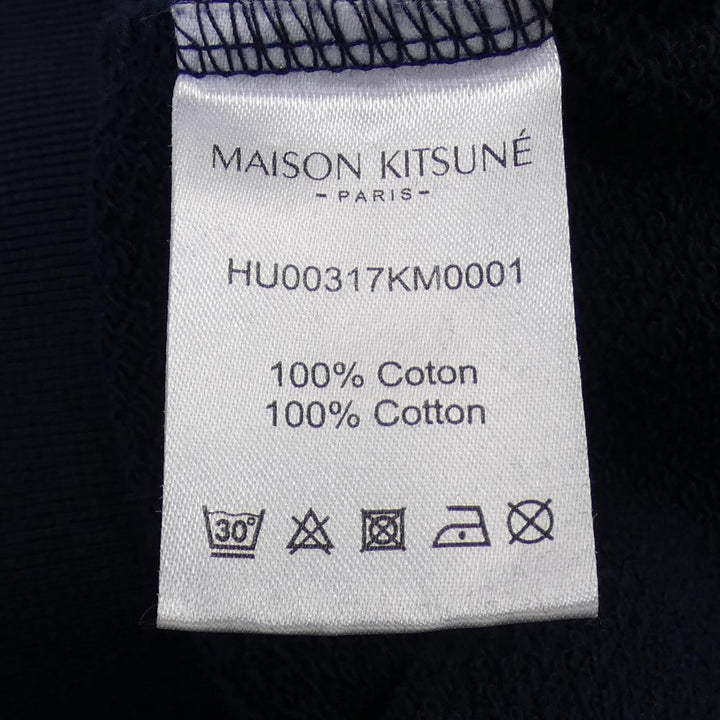 MAISON KITSUNÉ
- PARIS -
HU00317KM0001
100% Coton
100% Cotton
30°